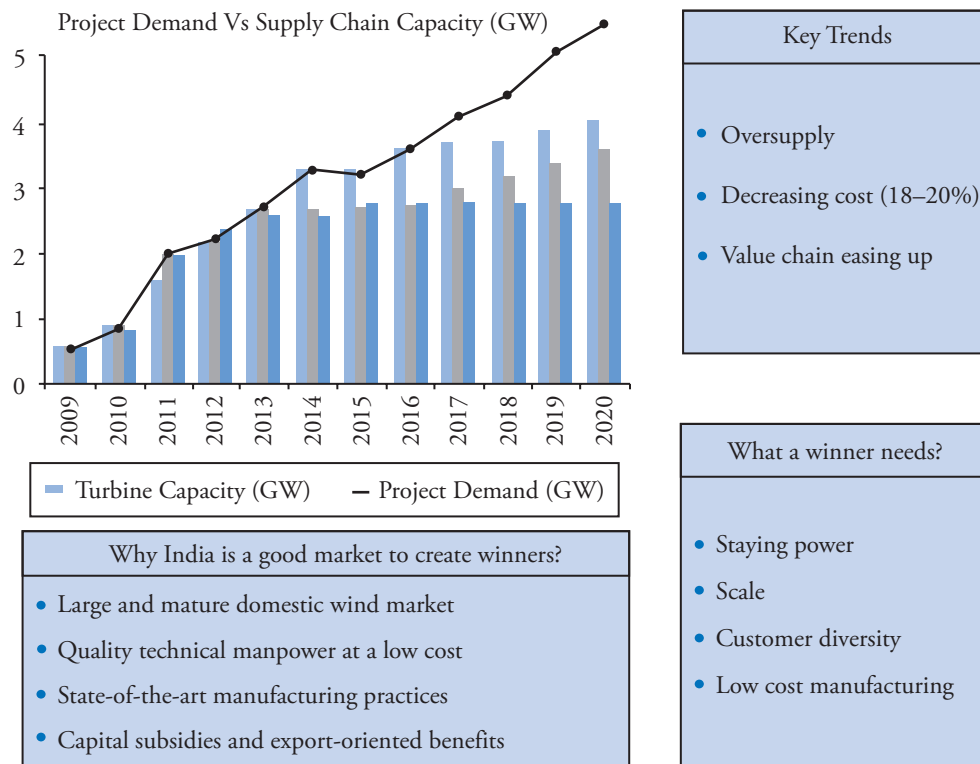 Project Demand Vs Supply Chain Capacity (GW)
5
4
3
2
1
0
2009
2010
2011
2012
2013
2014
2015
2016
2017
2018
2019
2020
Turbine Capacity (GW)
Project Demand (GW)
Key Trends
Oversupply
Decreasing cost (18–20%)
Value chain easing up
Why India is a good market to create winners?
Large and mature domestic wind market
Quality technical manpower at a low cost
State-of-the-art manufacturing practices
Capital subsidies and export-oriented benefits
What a winner needs?
Staying power
Scale
Customer diversity
Low cost manufacturing